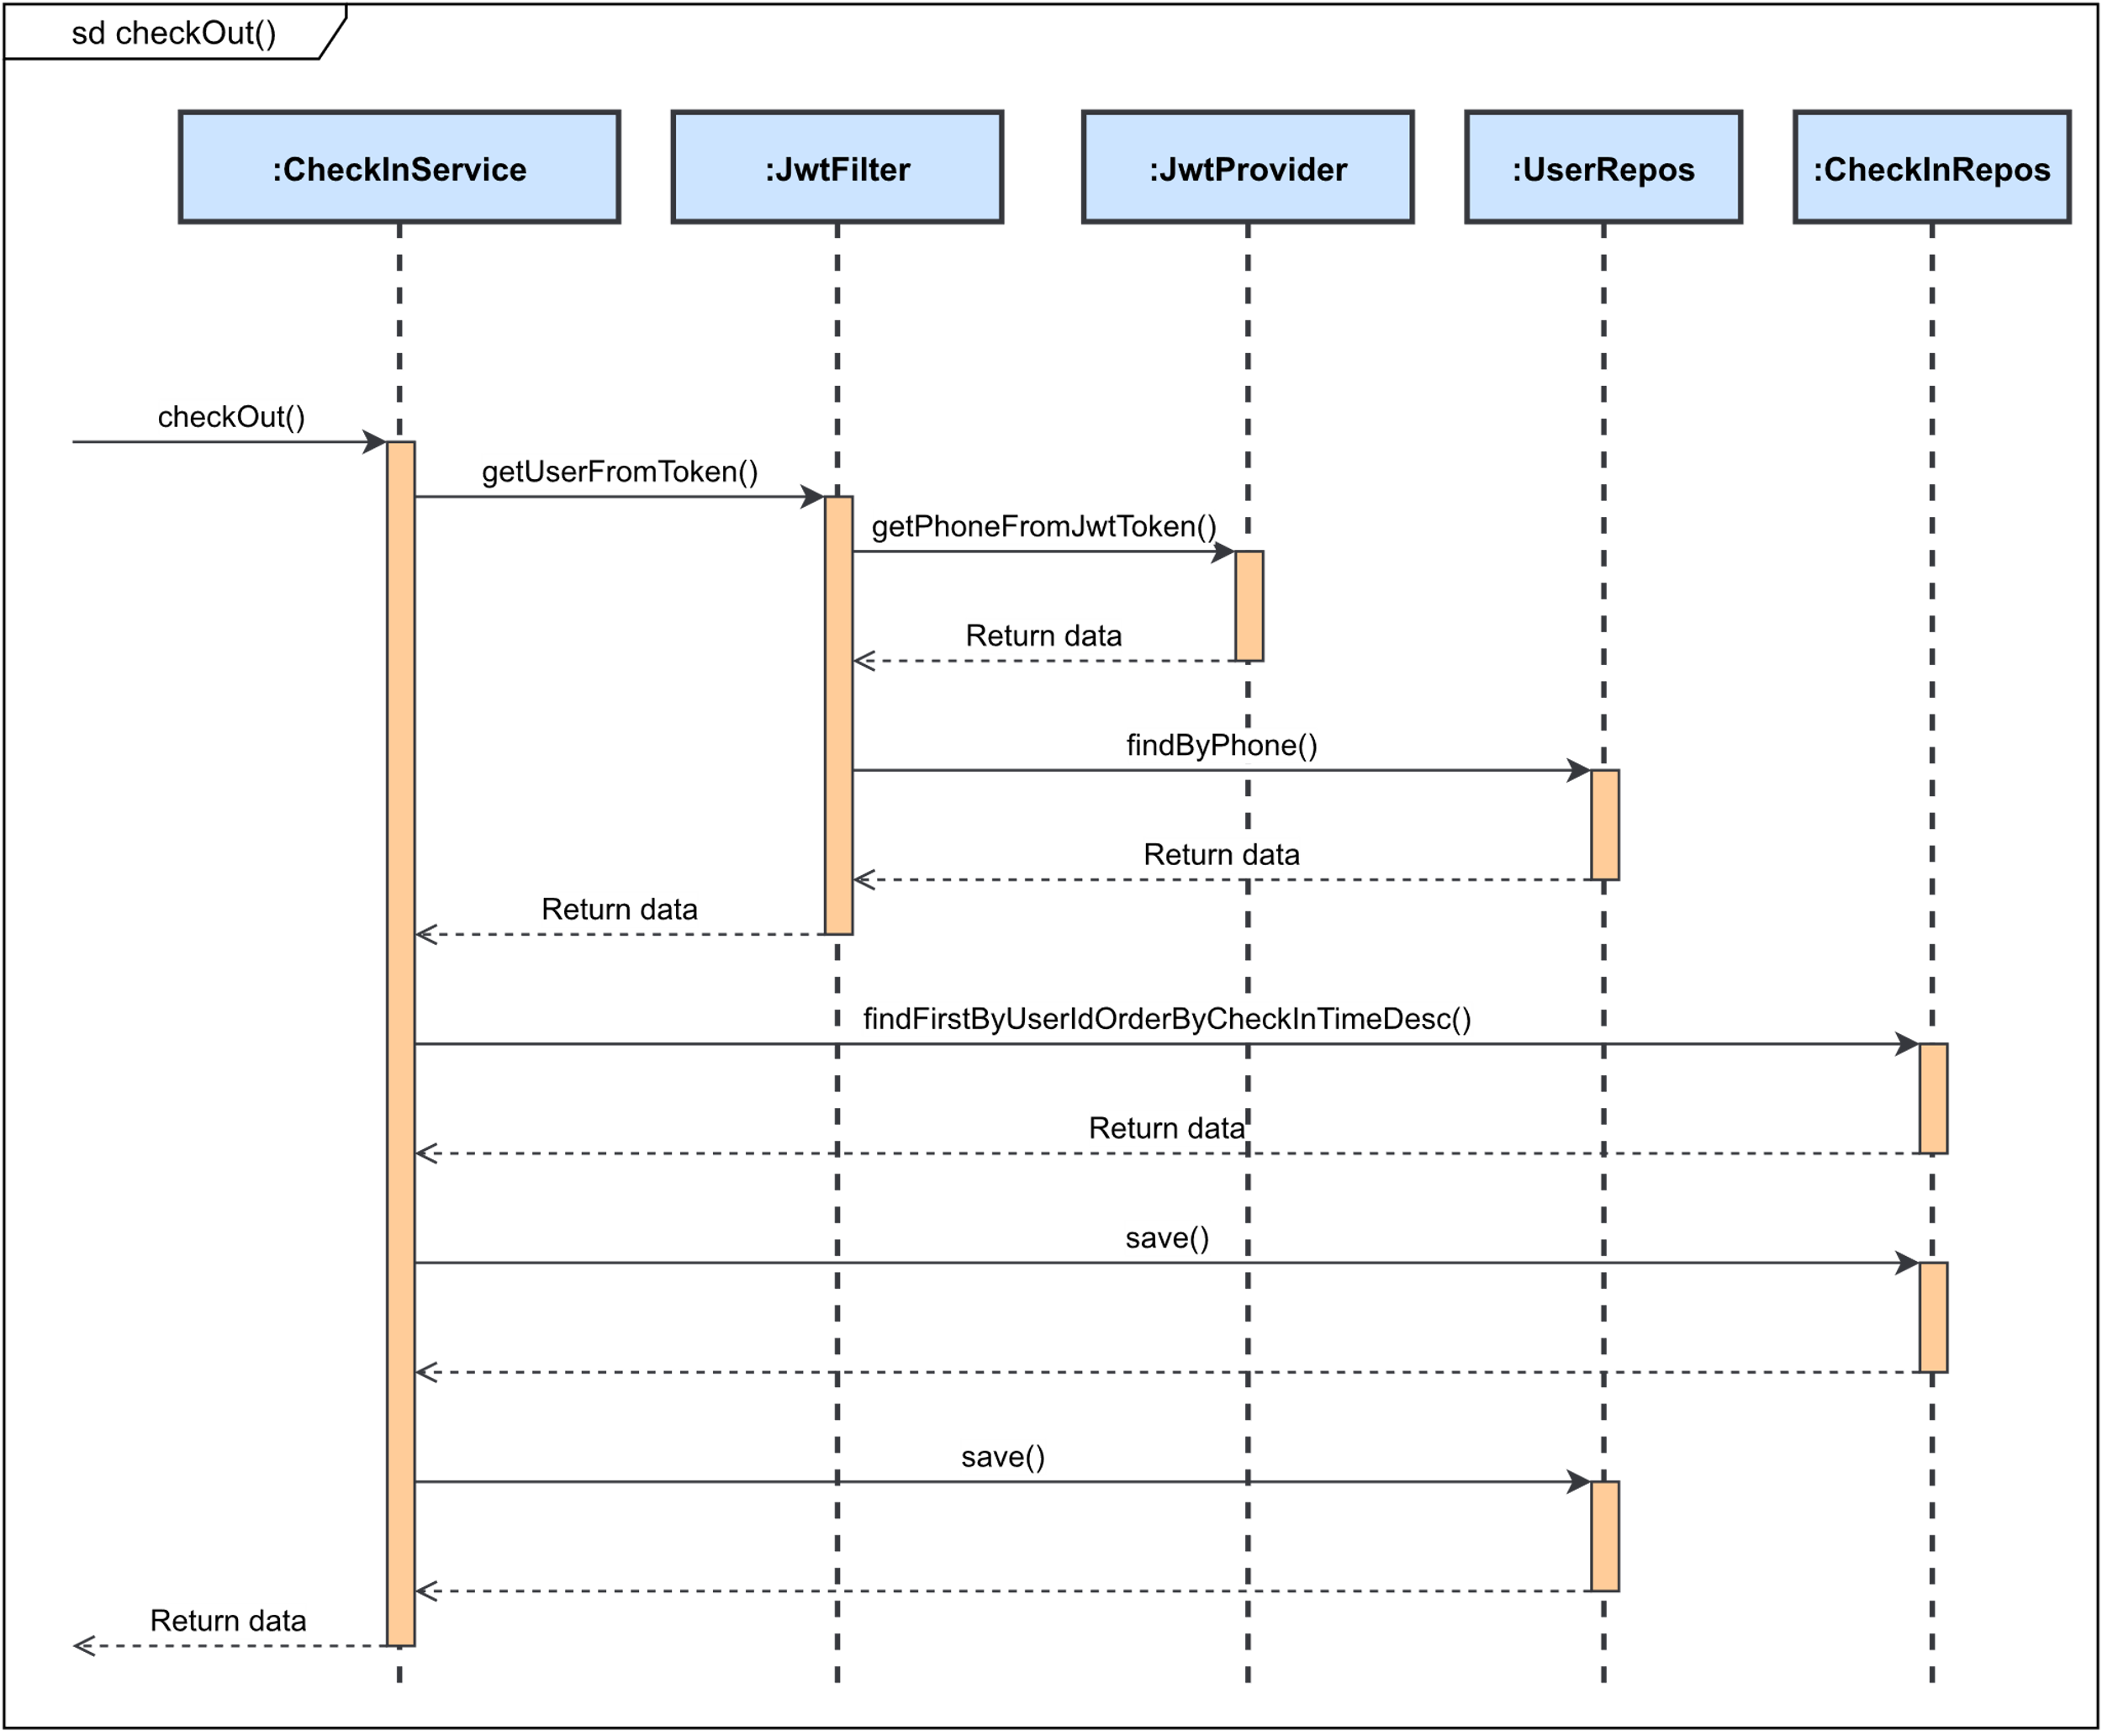 sd checkOut()
:CheckInService
:JwtFilter
:JwtProvider
:UserRepos
:CheckInRepos
checkOut()
getUserFromToken()
getPhoneFromJwtToken()
Return data
findByPhone()
Return data
Return data
findFirstByUserIdOrderByCheckInTimeDesc()
Return data
save()
save()
Return data